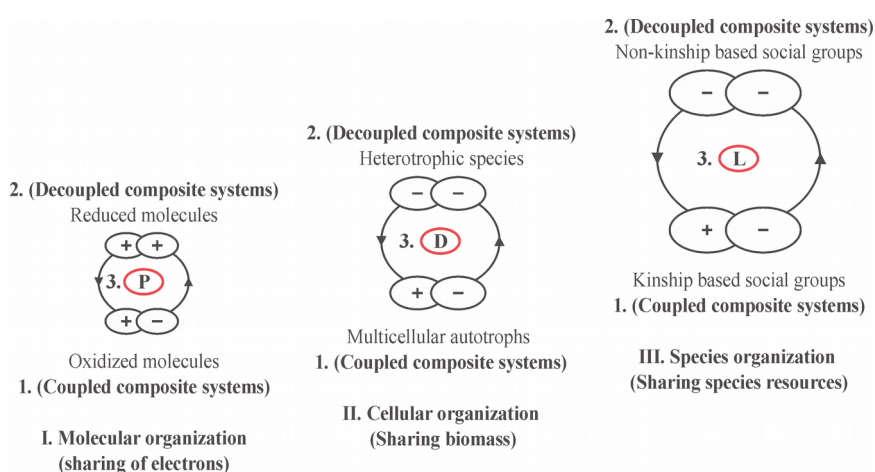 2. (Decoupled composite systems)
Reduced molecules
+ +
3. P
+ −
Oxidized molecules
1. (Coupled composite systems)
I. Molecular organization
(sharing of electrons)
2. (Decoupled composite systems)
Heterotrophic species
− −
3. D
+ −
Multicellular autotrophs
1. (Coupled composite systems)
II. Cellular organization
(Sharing biomass)
2. (Decoupled composite systems)
Non-kinship based social groups
− −
3. L
+ −
Kinship based social groups
1. (Coupled composite systems)
III. Species organization
(Sharing species resources)